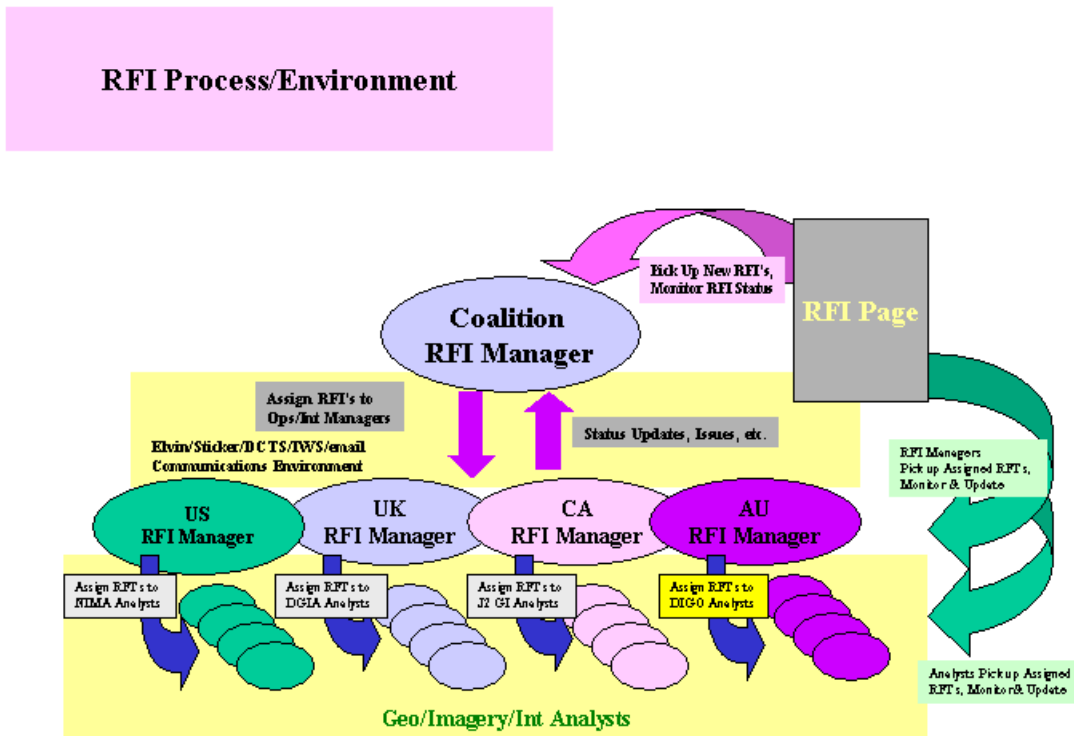 RFI Process/Environment
Pick Up New RFI's,
Monitor RFI Status
RFI Page
Coalition
RFI Manager
Assign RFI's to
Ops/Int Managers
Status Updates, Issues, etc.
Elvin/Sticker/DCTS/IWS/email
Communications Environment
RFI Managers
Pick up Assigned RFI's,
Monitor & Update
US
RFI Manager
UK
RFI Manager
CA
RFI Manager
AU
RFI Manager
Assign RFI's to
NIMA Analysts
Assign RFI's to
DGIA Analysts
Assign RFI's to
J2 GI Analysts
Assign RFI's to
DIGO Analysts
Analysts Pick up Assigned
RFI's, Monitor & Update
Geo/Imagery/Int Analysts